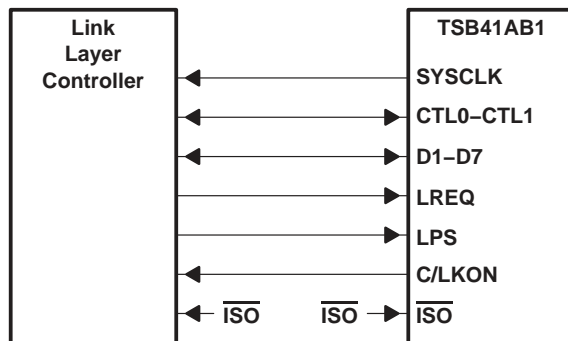 Link
Layer
Controller
TSB41AB1
SYSCLK
CTL0–CTL1
D1–D7
LREQ
LPS
C/LKON
ISO ISO ISO